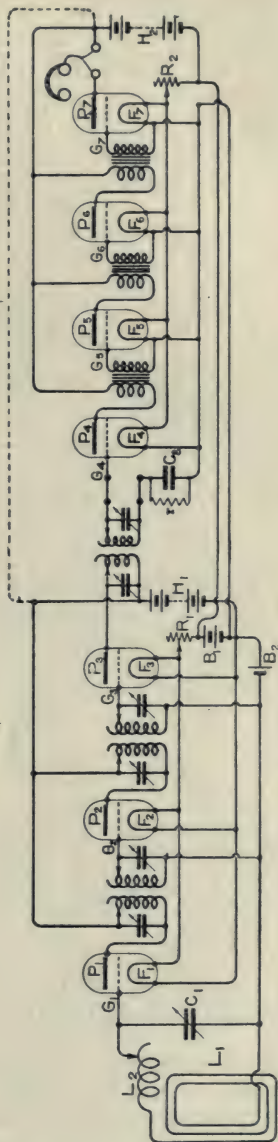 L₁
L₂
C₁
G₁
P₁
F₁
G₂
P₂
F₂
G₃
P₃
F₃
R₁
B₁
B₂
H₁
G₄
P₄
F₄
r
G₅
P₅
F₅
G₆
P₆
F₆
G₇
P₇
F₇
R₂
H₂